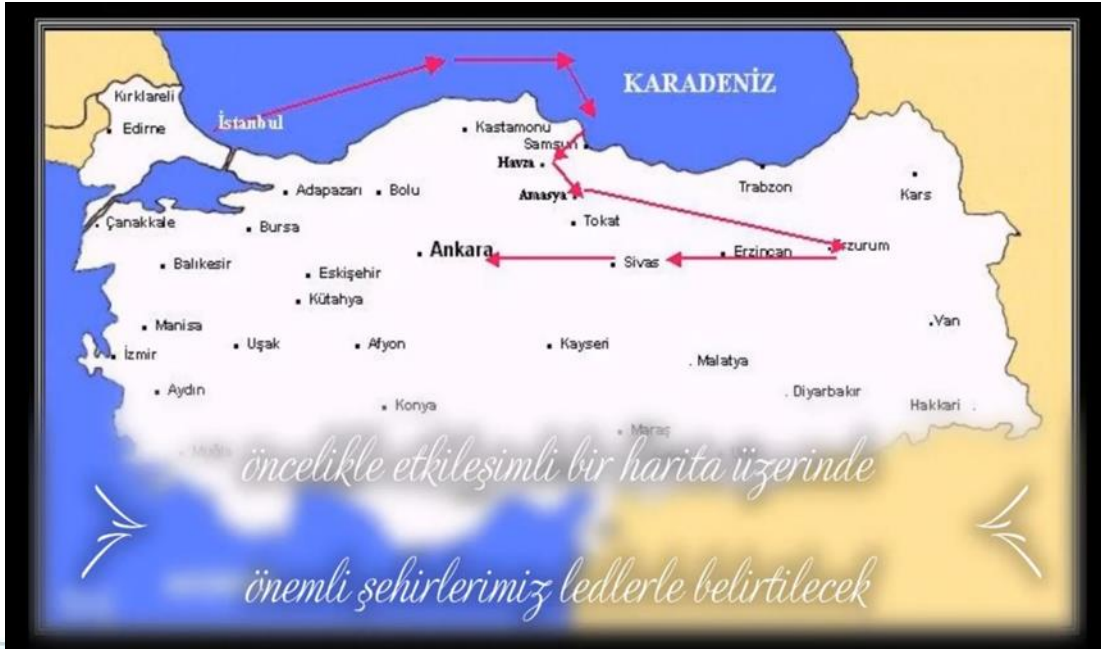 KARADENİZ
Kırklareli
Edirne
İstanbul
Kastamonu
Samsun
Havza
Trabzon
Kars
Adapazarı
Bolu
Amasya
Çanakkale
Bursa
Tokat
Ankara
Erzincan
Erzurum
Balıkesir
Eskişehir
Sivas
Kütahya
Manisa
Van
İzmir
Uşak
Afyon
Kayseri
Malatya
Aydın
Diyarbakır
Konya
Hakkari
Maraş
Muğla
öncelikle etkileşimli bir harita üzerinde
önemli şehirlerimiz ledlerle belirtilecek